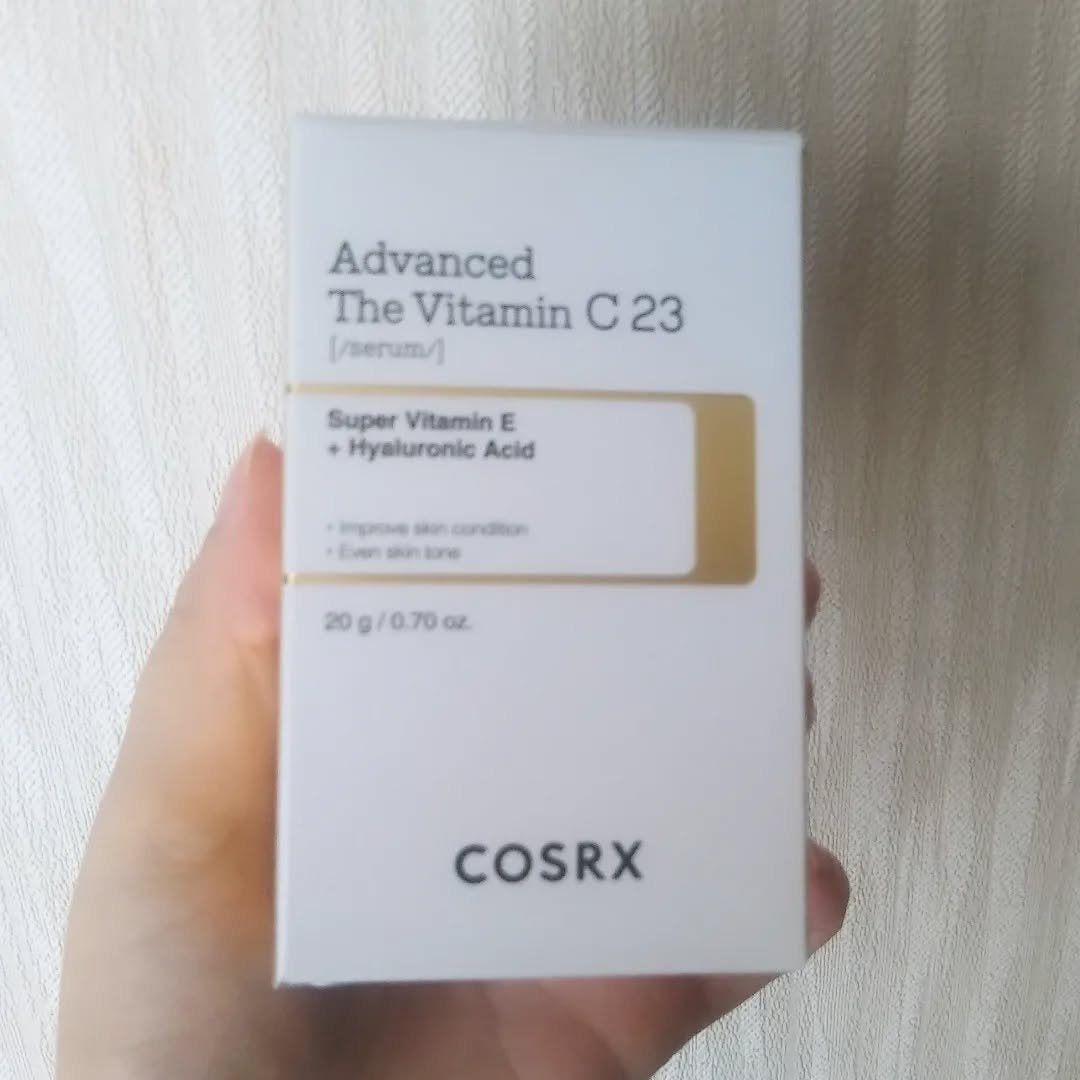 Advanced
The Vitamin C 23
[/serum/]
Super Vitamin E
+ Hyaluronic Acid
• Improve skin condition
• Even skin tone
20 g / 0.70 oz.
COSRX